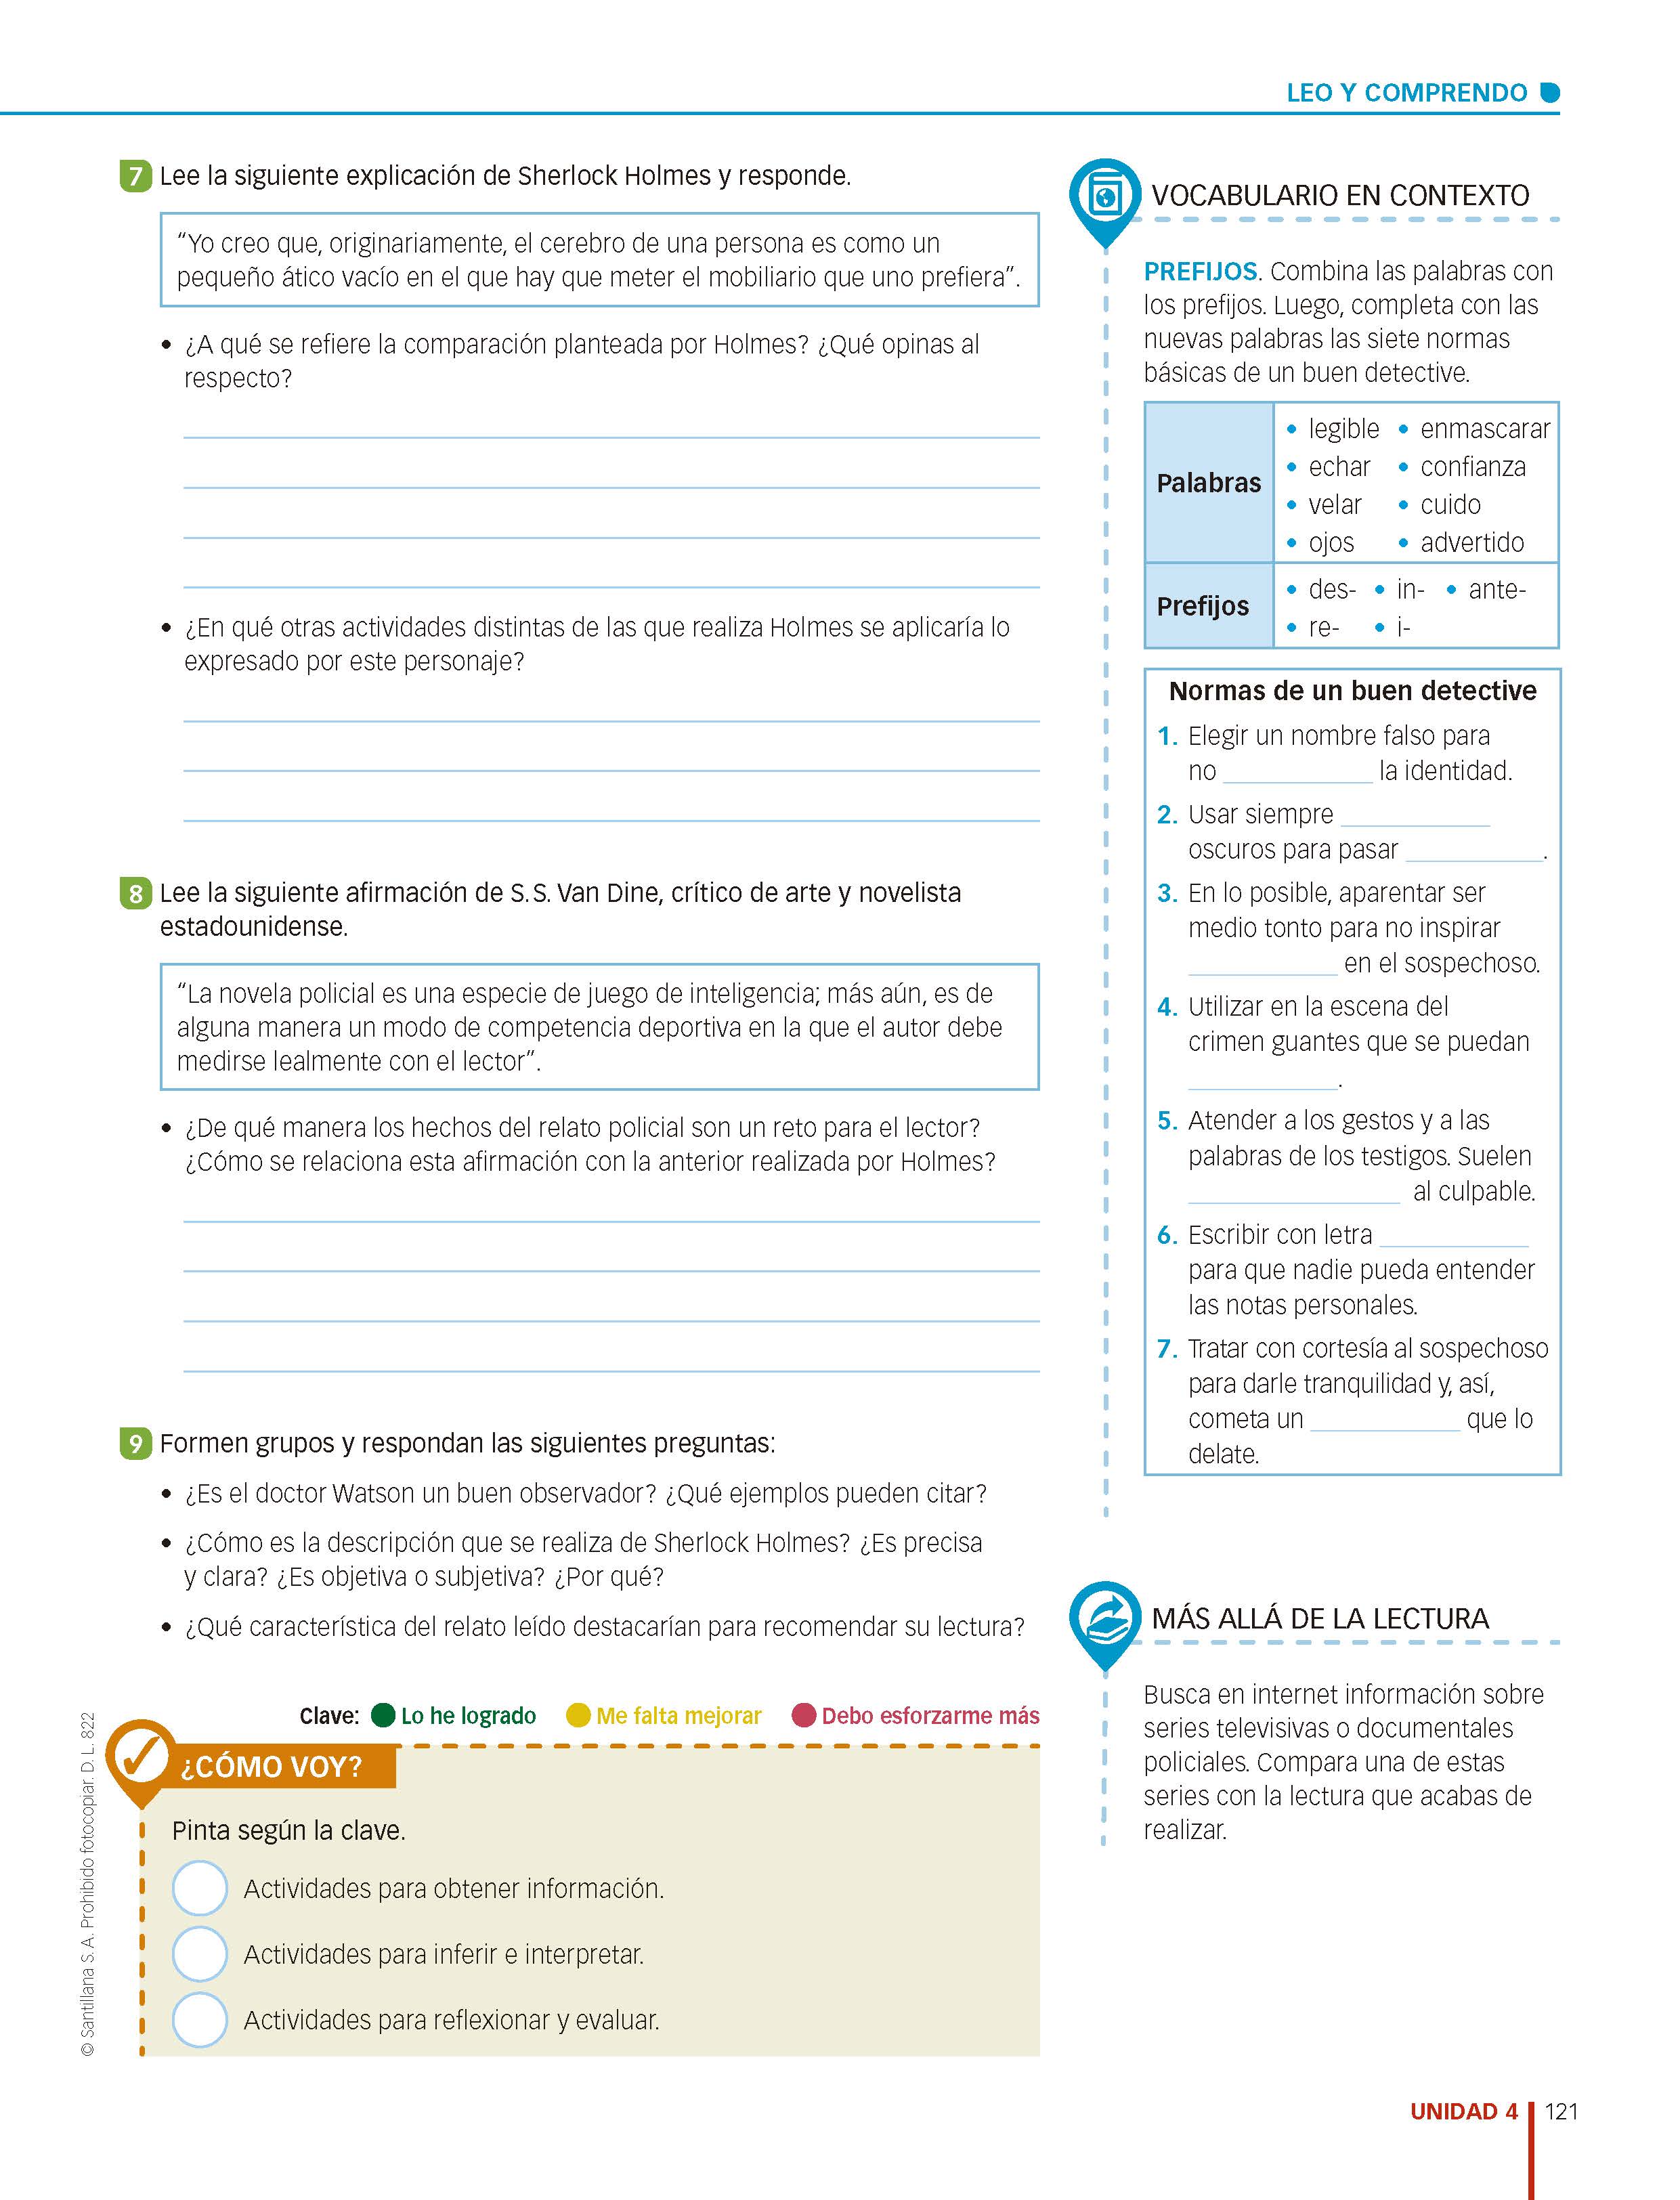 LEO Y COMPRENDO
7 Lee la siguiente explicación de Sherlock Holmes y responde.
“Yo creo que, originariamente, el cerebro de una persona es como un
pequeño ático vacío en el que hay que meter el mobiliario que uno prefiera”.
• ¿A qué se refiere la comparación planteada por Holmes? ¿Qué opinas al
respecto?
• ¿En qué otras actividades distintas de las que realiza Holmes se aplicaría lo
expresado por este personaje?
8 Lee la siguiente afirmación de S. S. Van Dine, crítico de arte y novelista
estadounidense.
“La novela policial es una especie de juego de inteligencia; más aún, es de
alguna manera un modo de competencia deportiva en la que el autor debe
medirse lealmente con el lector”.
• ¿De qué manera los hechos del relato policial son un reto para el lector?
¿Cómo se relaciona esta afirmación con la anterior realizada por Holmes?
9 Formen grupos y respondan las siguientes preguntas:
• ¿Es el doctor Watson un buen observador? ¿Qué ejemplos pueden citar?
• ¿Cómo es la descripción que se realiza de Sherlock Holmes? ¿Es precisa
y clara? ¿Es objetiva o subjetiva? ¿Por qué?
• ¿Qué característica del relato leído destacarían para recomendar su lectura?
Clave: Lo he logrado Me falta mejorar Debo esforzarme más
¿CÓMO VOY?
Pinta según la clave.
Actividades para obtener información.
Actividades para inferir e interpretar.
Actividades para reflexionar y evaluar.
© Santillana S. A. Prohibido fotocopiar. D. L. 822
VOCABULARIO EN CONTEXTO
PREFIJOS. Combina las palabras con
los prefijos. Luego, completa con las
nuevas palabras las siete normas
básicas de un buen detective.
Palabras
• legible • enmascarar
• echar • confianza
• velar • cuido
• ojos • advertido
Prefijos
• des- • in- • ante-
• re- • i-
Normas de un buen detective
1. Elegir un nombre falso para
no ____________ la identidad.
2. Usar siempre ____________
oscuros para pasar ____________.
3. En lo posible, aparentar ser
medio tonto para no inspirar
____________ en el sospechoso.
4. Utilizar en la escena del
crimen guantes que se puedan
____________.
5. Atender a los gestos y a las
palabras de los testigos. Suelen
____________ al culpable.
6. Escribir con letra ____________
para que nadie pueda entender
las notas personales.
7. Tratar con cortesía al sospechoso
para darle tranquilidad y, así,
cometa un ____________ que lo
delate.
MÁS ALLÁ DE LA LECTURA
Busca en internet información sobre
series televisivas o documentales
policiales. Compara una de estas
series con la lectura que acabas de
realizar.
UNIDAD 4 121